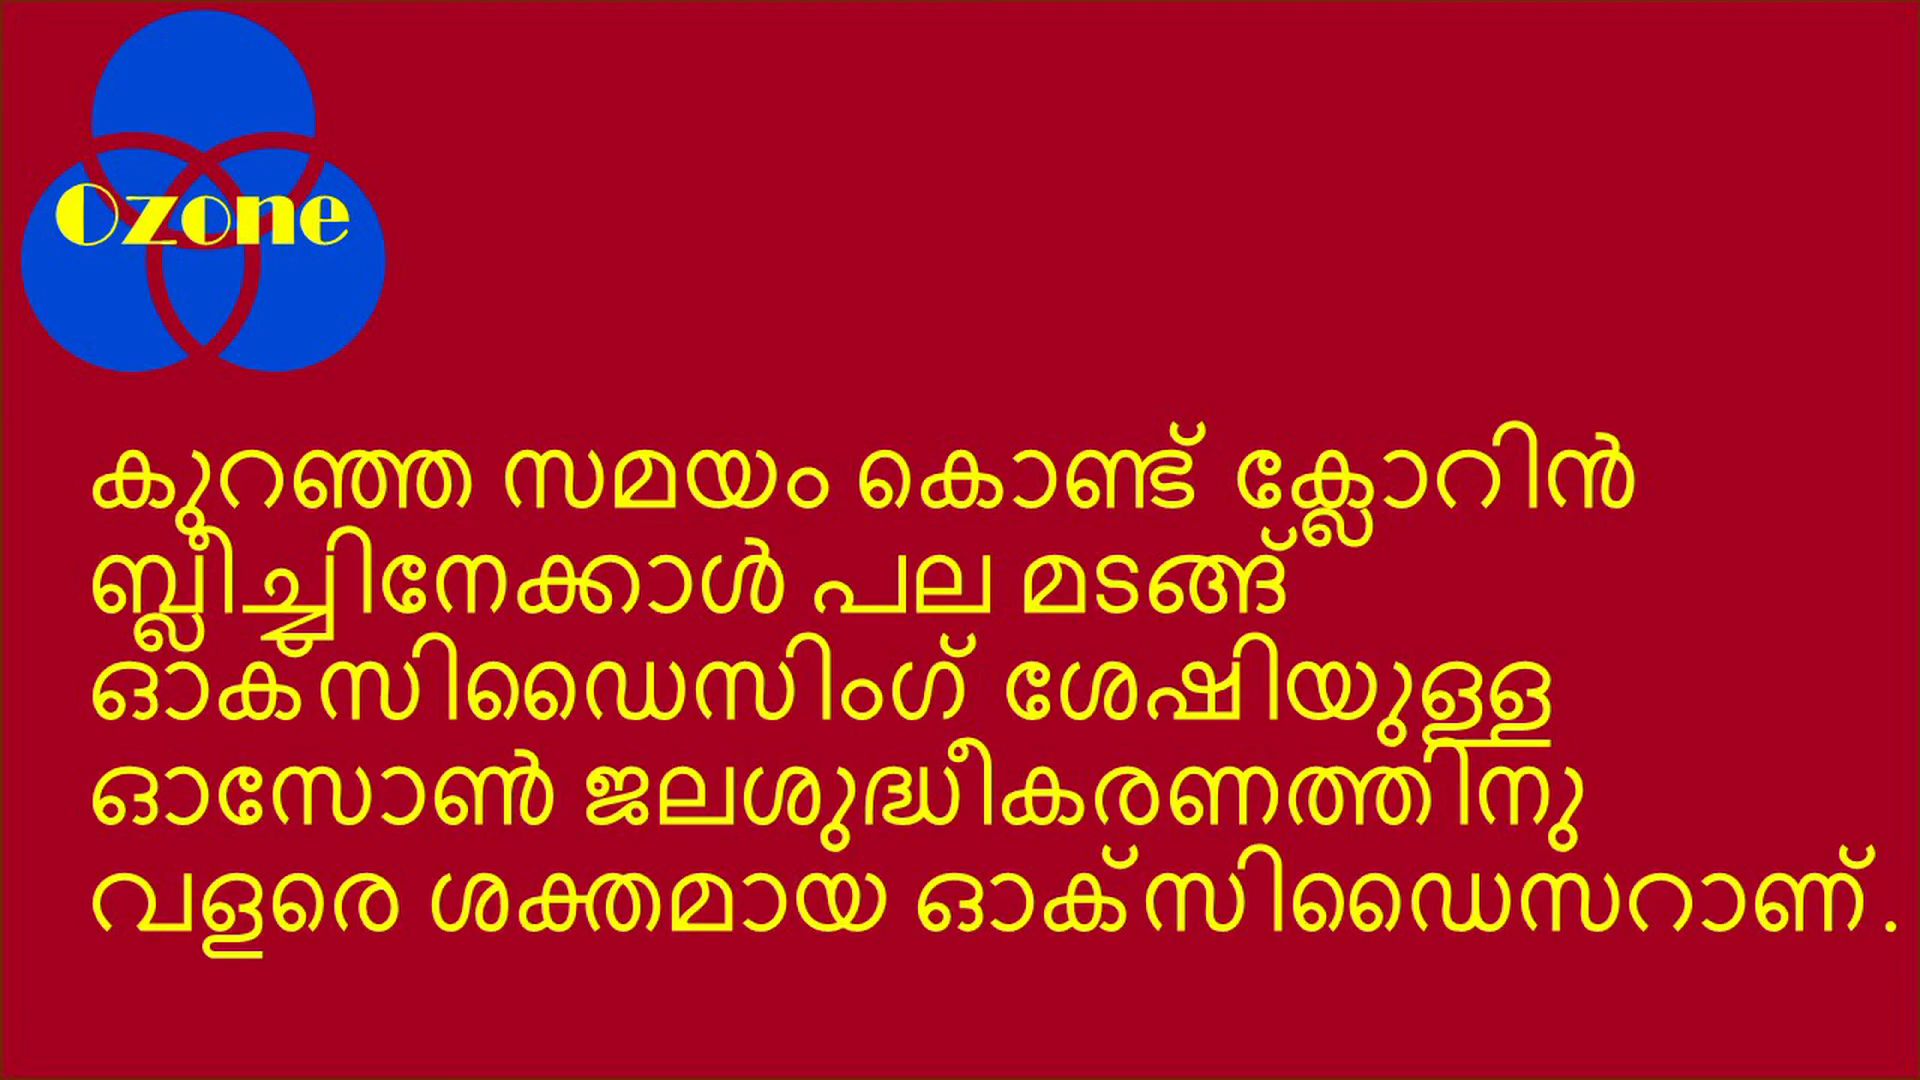 Ozone
കുറഞ്ഞ സമയം കൊണ്ട് ക്ലോറിൻ
ബ്ലീച്ചിനേക്കാൾ പല മടങ്ങ്
ഓക്സിഡൈസിംഗ് ശേഷിയുള്ള
ഓസോൺ ജലശുദ്ധീകരണത്തിനു
വളരെ ശക്തമായ ഓക്സിഡൈസറാണ്.